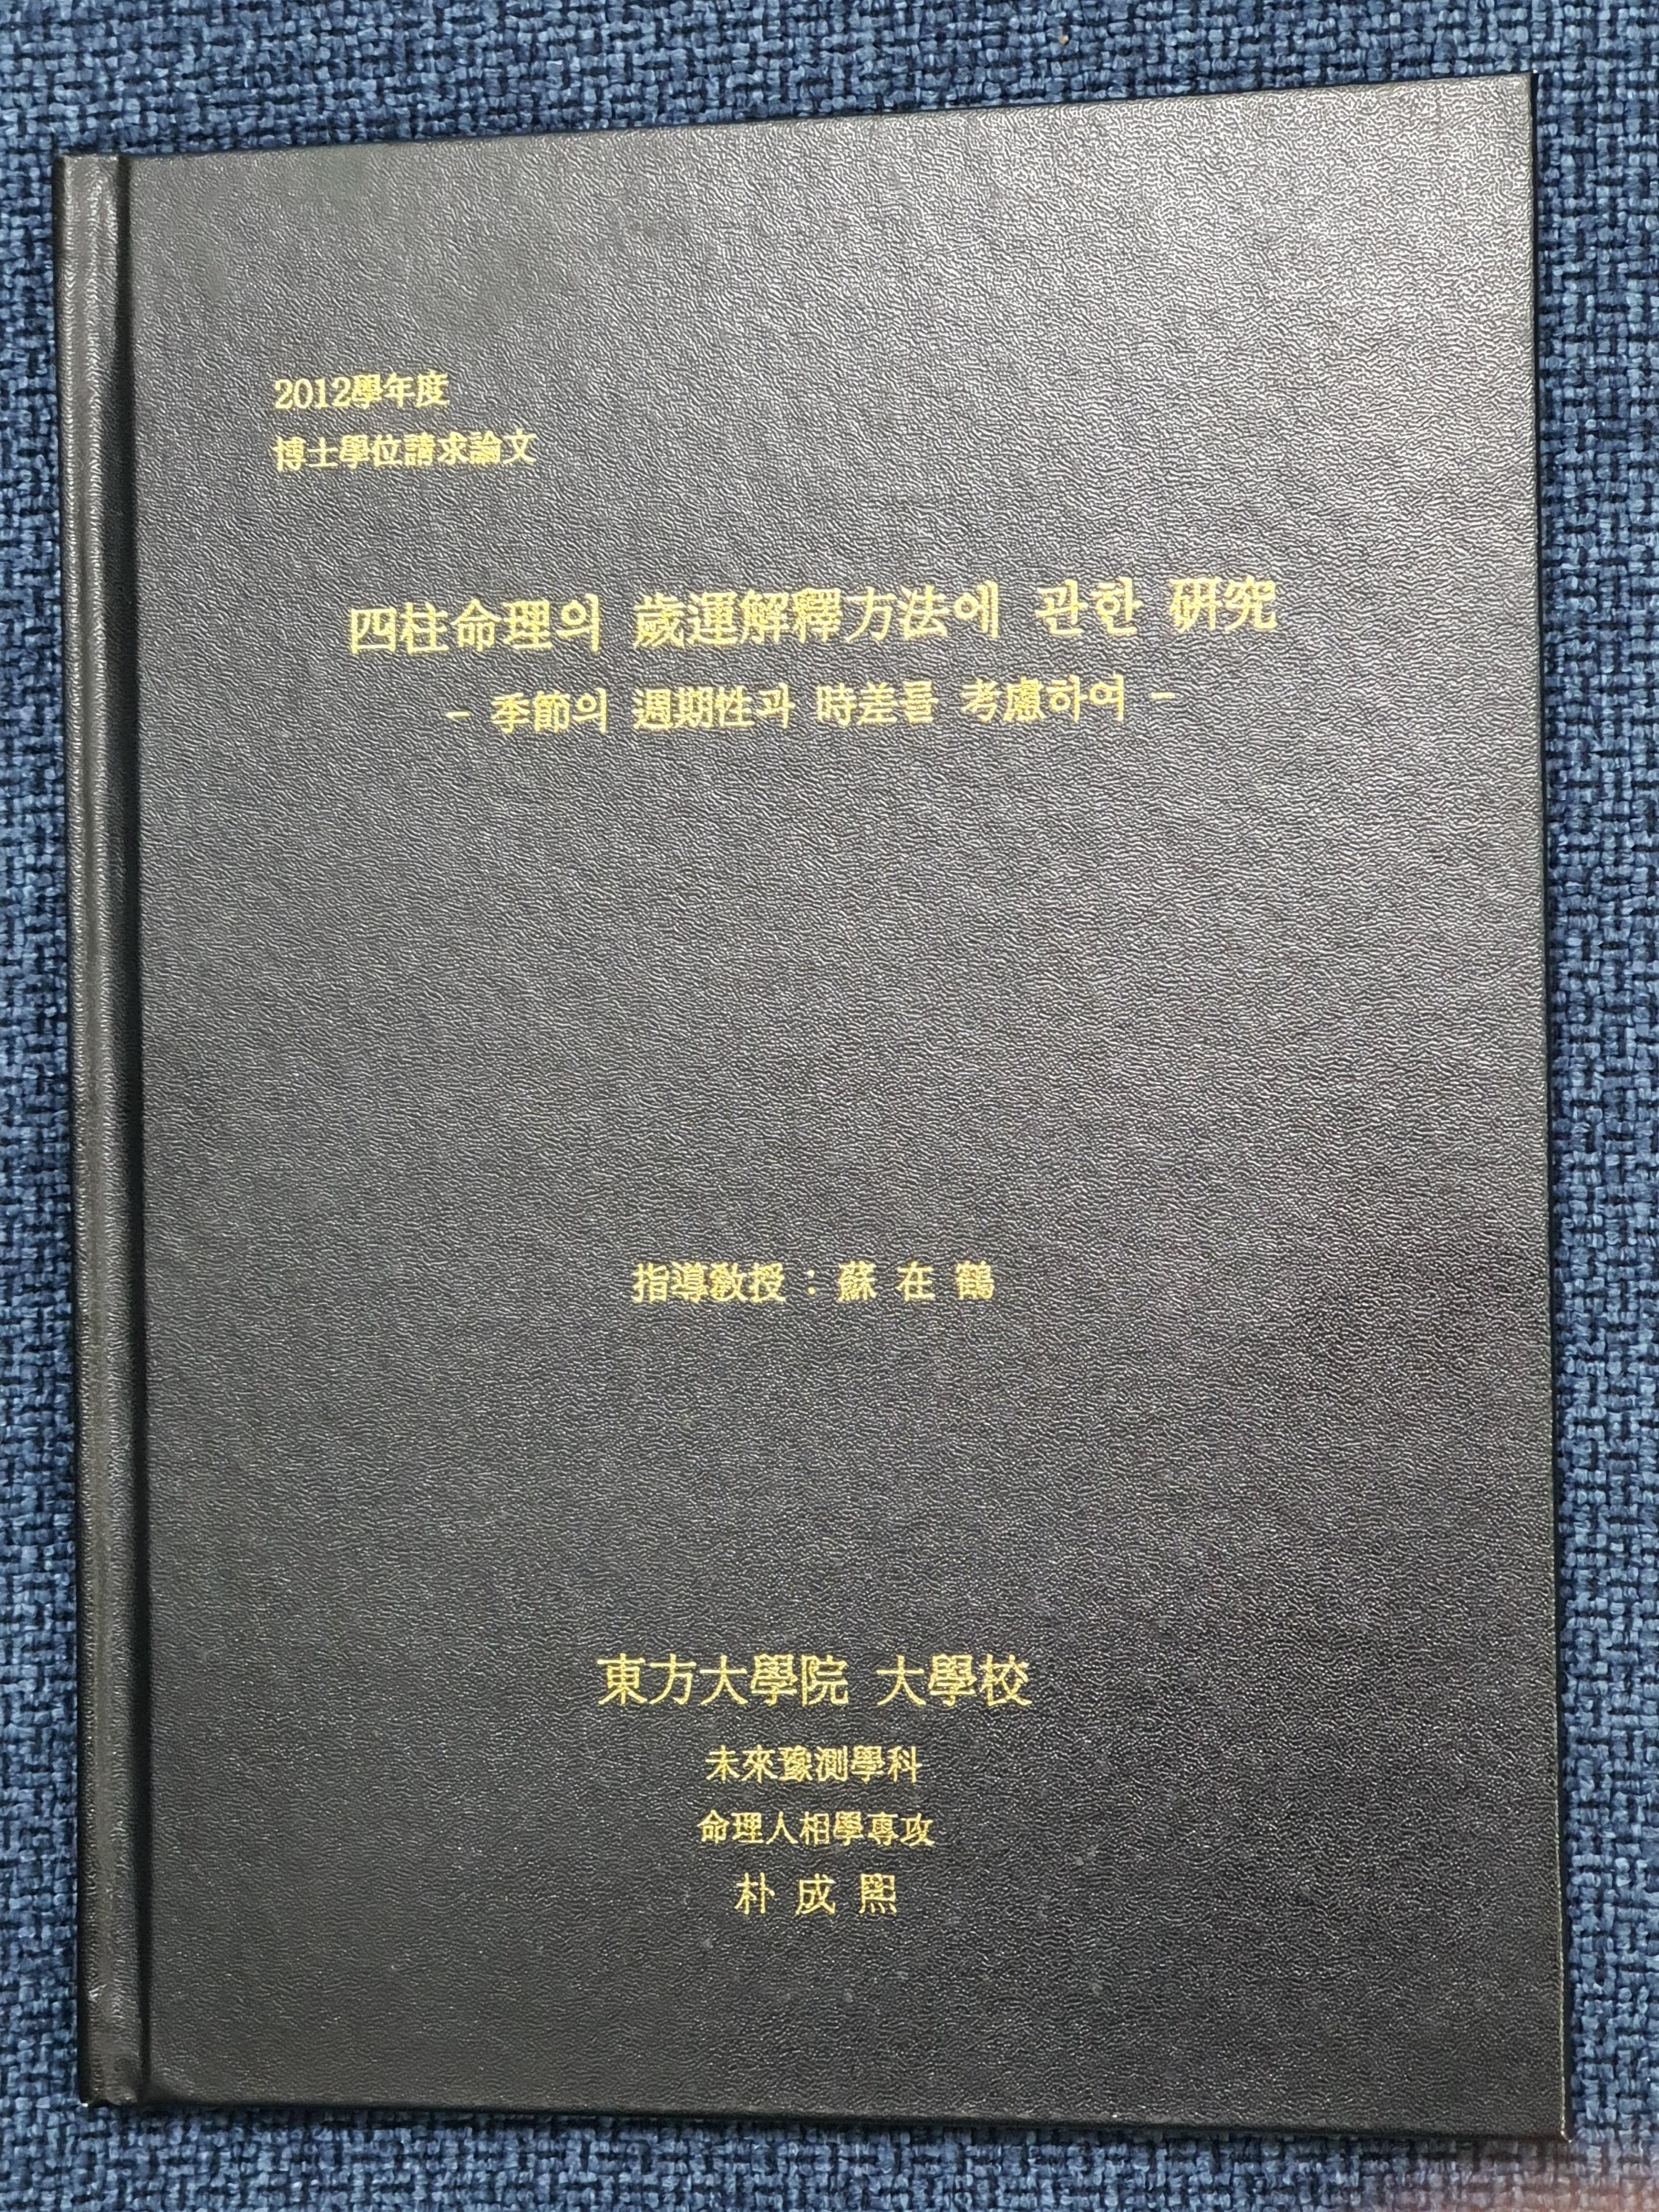 2012學年度
博士學位請求論文
四柱命理의 歲運解釋方法에 관한 硏究
- 季節의 週期性과 時差를 考慮하여 -
指導敎授 : 蘇 在 鶴
東方大學院 大學校
未來豫測學科
命理人相學專攻
朴 成 熙